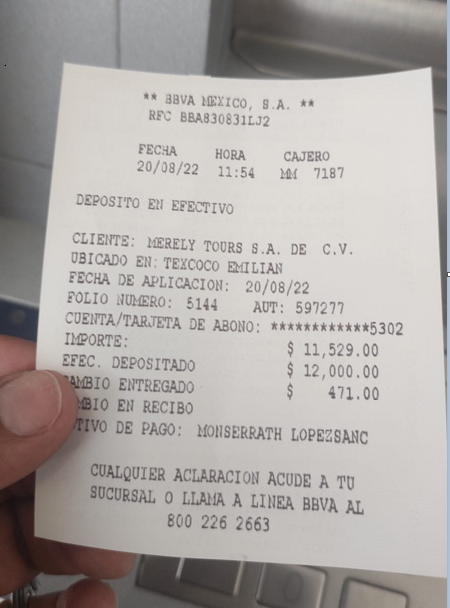 ** BBVA MEXICO, S.A. **
RFC BBA830831LJ2
FECHA HORA CAJERO
20/08/22 11:54 MM 7187
DEPOSITO EN EFECTIVO
CLIENTE: MERELY TOURS S.A. DE C.V.
UBICADO EN: TEXCOCO EMILIAN
FECHA DE APLICACION: 20/08/22
FOLIO NUMERO: 5144 AUT: 597277
CUENTA/TARJETA DE ABONO: ************5302
IMPORTE: $ 11,529.00
EFEC. DEPOSITADO $ 12,000.00
AMBIO ENTREGADO $ 471.00
MBIO EN RECIBO
TIVO DE PAGO: MONSERRATH LOPEZSANC
CUALQUIER ACLARACION ACUDE A TU
SUCURSAL O LLAMA A LINEA BBVA AL
800 226 2663